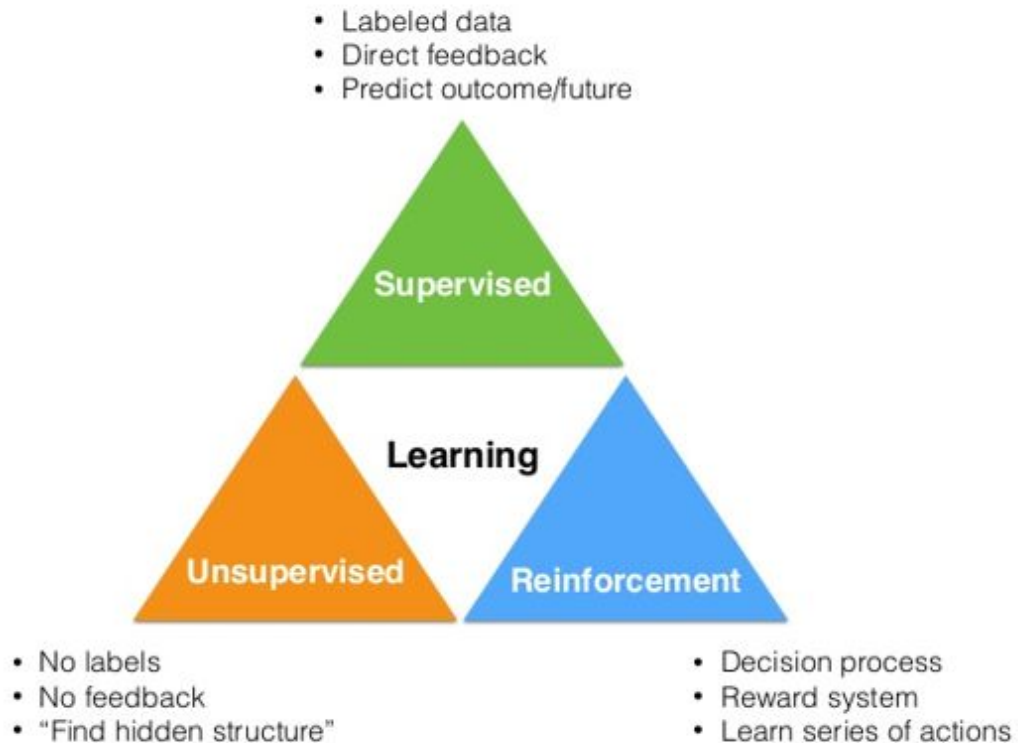 • Labeled data
• Direct feedback
• Predict outcome/future
Supervised
Learning
Unsupervised
Reinforcement
• No labels
• No feedback
• “Find hidden structure”
• Decision process
• Reward system
• Learn series of actions